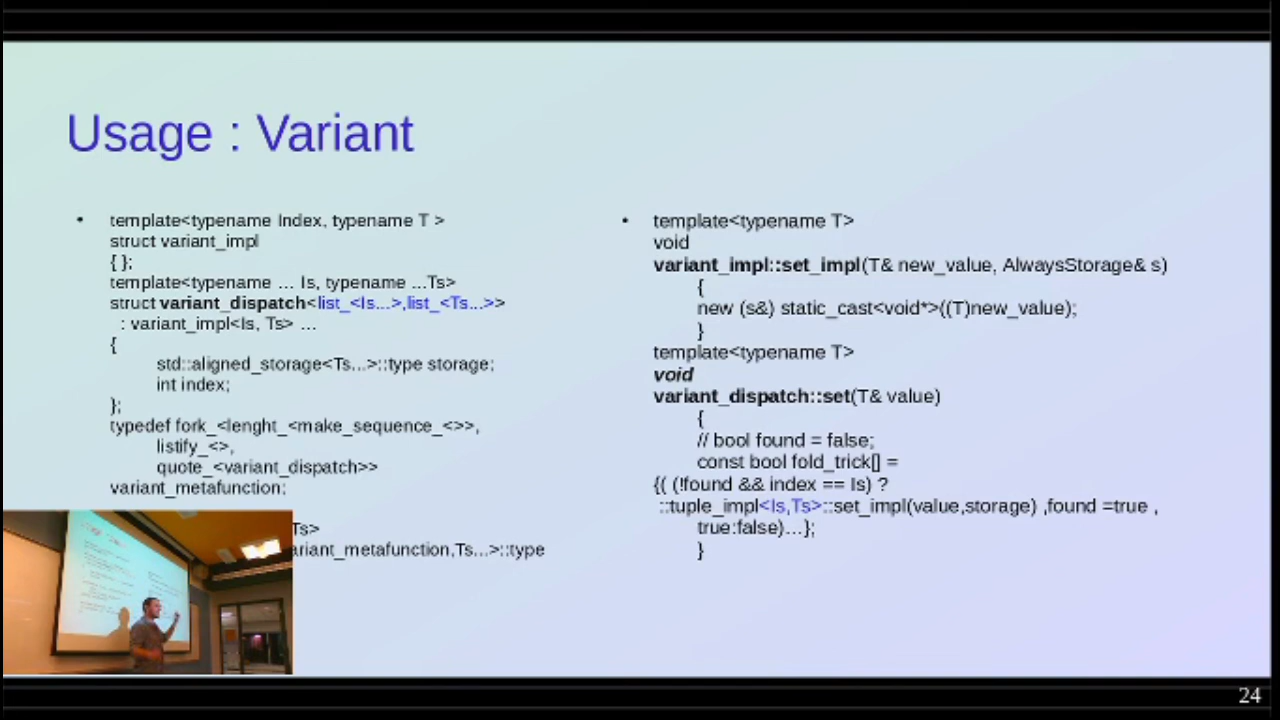 Usage : Variant
• template<typename Index, typename T >
struct variant_impl
{ };
template<typename ... Is, typename ...Ts>
struct<variant_dispatch<list_<Is...>,list_<Ts...>>
: variant_impl<Is, Ts> ...
{
std::aligned_storage<Ts...>::type storage;
int index;
};
typedef fork_<lenght_<make_sequence_<>>,
listify_<>,
quote_<variant_dispatch>>
variant_metafunction;
Ts>
ariant_metafunction,Ts...>::type
• template<typename T>
void
variant_impl::set_impl(T& new_value, AlwaysStorage& s)
{
new (s&) static_cast<void*>((T)new_value);
}
template<typename T>
void
variant_dispatch::set(T& value)
{
// bool found = false;
const bool fold_trick[] =
{( (!found && index == Is) ?
::tuple_impl<Is,Ts>::set_impl(value,storage) ,found =true ,
true:false)...};
}
24